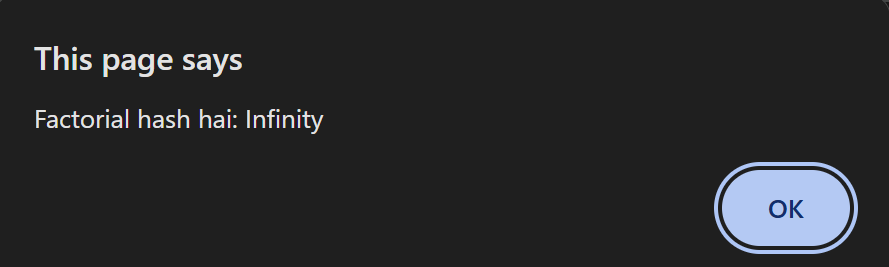 This page says
Factorial hash hai: Infinity
OK